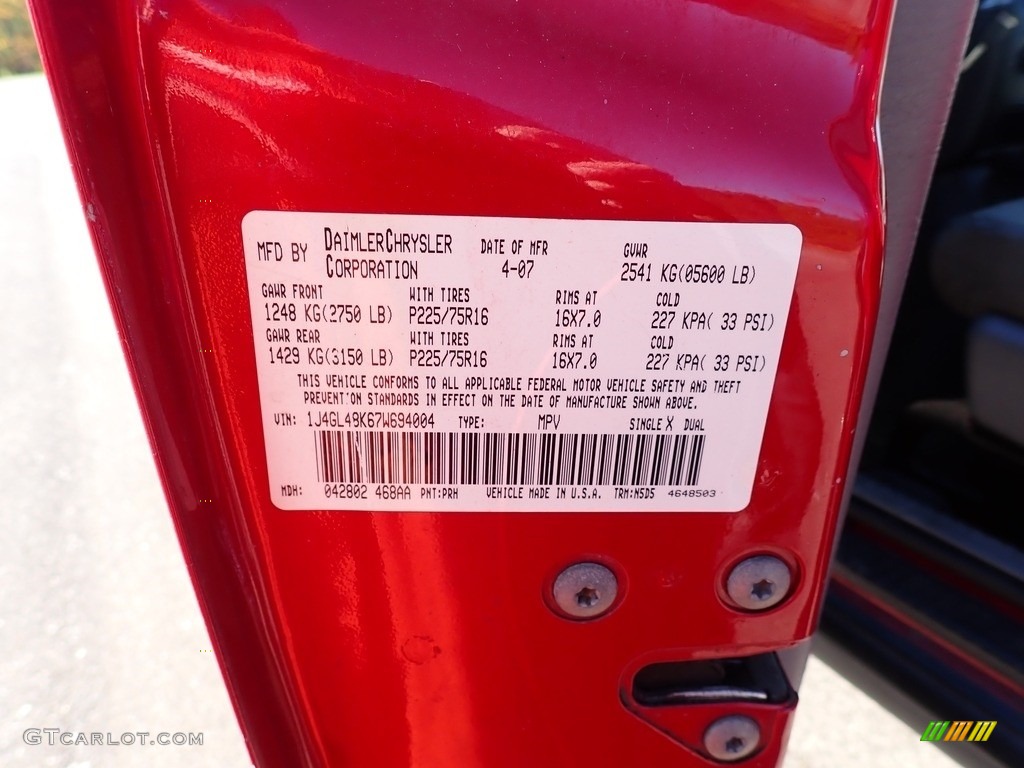 MFD BY DAIMLERCHRYSLER CORPORATION DATE OF MFR 4-07 GVWR 2541 KG(05600 LB)
GAWR FRONT WITH TIRES RIMS AT COLD
1248 KG(2750 LB) P225/75R16 16X7.0 227 KPA( 33 PSI)
GAWR REAR WITH TIRES RIMS AT COLD
1429 KG(3150 LB) P225/75R16 16X7.0 227 KPA( 33 PSI)
THIS VEHICLE CONFORMS TO ALL APPLICABLE FEDERAL MOTOR VEHICLE SAFETY AND THEFT
PREVENTION STANDARDS IN EFFECT ON THE DATE OF MANUFACTURE SHOWN ABOVE.
VIN: 1J4GL48K67W694004 TYPE: MPV SINGLE X DUAL
MDH: 042802 468AA PNT:PRH VEHICLE MADE IN U.S.A. TRM:N5D5 4648503
GTCARLOT.COM